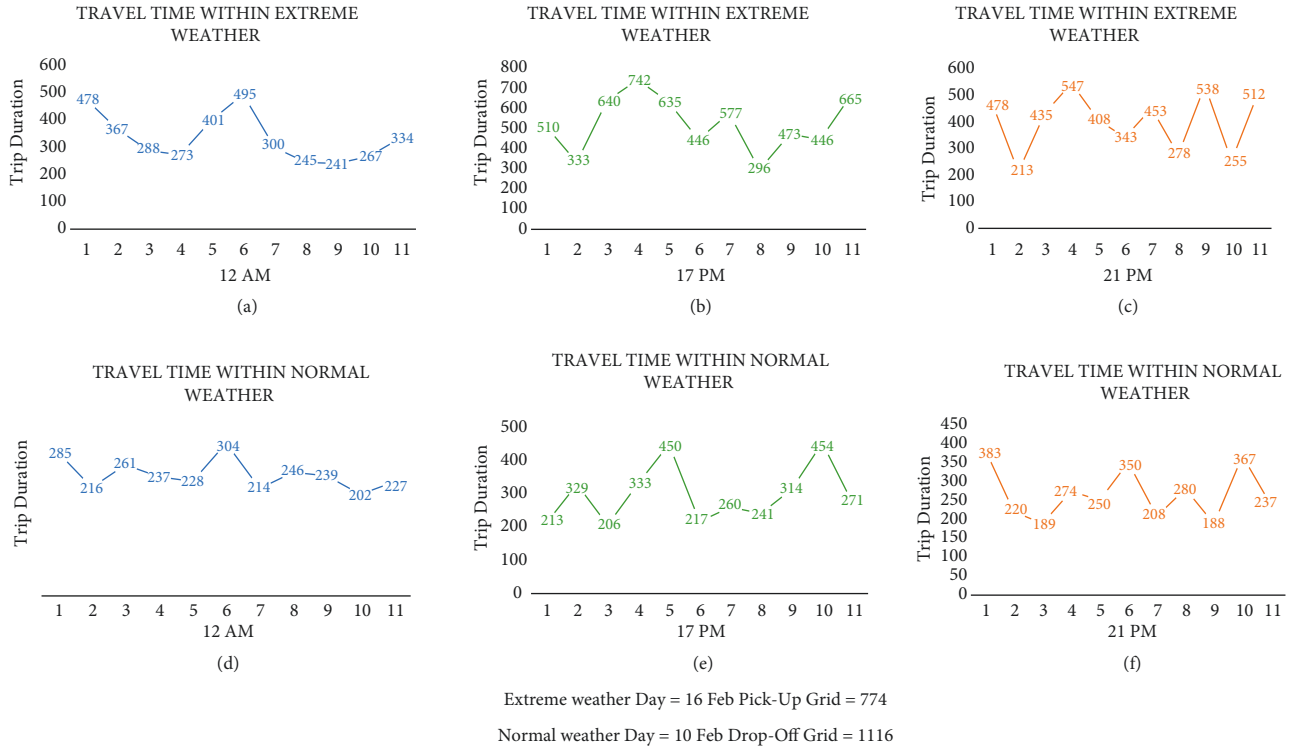 TRAVEL TIME WITHIN EXTREME
WEATHER
Trip Duration
600
500
400
300
200
100
0
478
367
288
273
401
495
300
245
241
267
334
1 2 3 4 5 6 7 8 9 10 11
12 AM
(a)
TRAVEL TIME WITHIN EXTREME
WEATHER
Trip Duration
800
700
600
500
400
300
200
100
0
510
333
640
742
635
446
577
296
473
446
665
1 2 3 4 5 6 7 8 9 10 11
17 PM
(b)
TRAVEL TIME WITHIN EXTREME
WEATHER
Trip Duration
600
500
400
300
200
100
0
478
213
435
547
408
343
453
278
538
255
512
1 2 3 4 5 6 7 8 9 10 11
21 PM
(c)
TRAVEL TIME WITHIN NORMAL
WEATHER
Trip Duration
285
216
261
237
228
304
214
246
239
202
227
1 2 3 4 5 6 7 8 9 10 11
12 AM
(d)
TRAVEL TIME WITHIN NORMAL
WEATHER
Trip Duration
500
400
300
200
100
0
213
329
206
333
450
217
260
241
314
454
271
1 2 3 4 5 6 7 8 9 10 11
17 PM
(e)
TRAVEL TIME WITHIN NORMAL
WEATHER
Trip Duration
450
400
350
300
250
200
150
100
50
0
383
220
189
274
250
350
208
280
188
367
237
1 2 3 4 5 6 7 8 9 10 11
21 PM
(f)
Extreme weather Day = 16 Feb Pick-Up Grid = 774
Normal weather Day = 10 Feb Drop-Off Grid = 1116